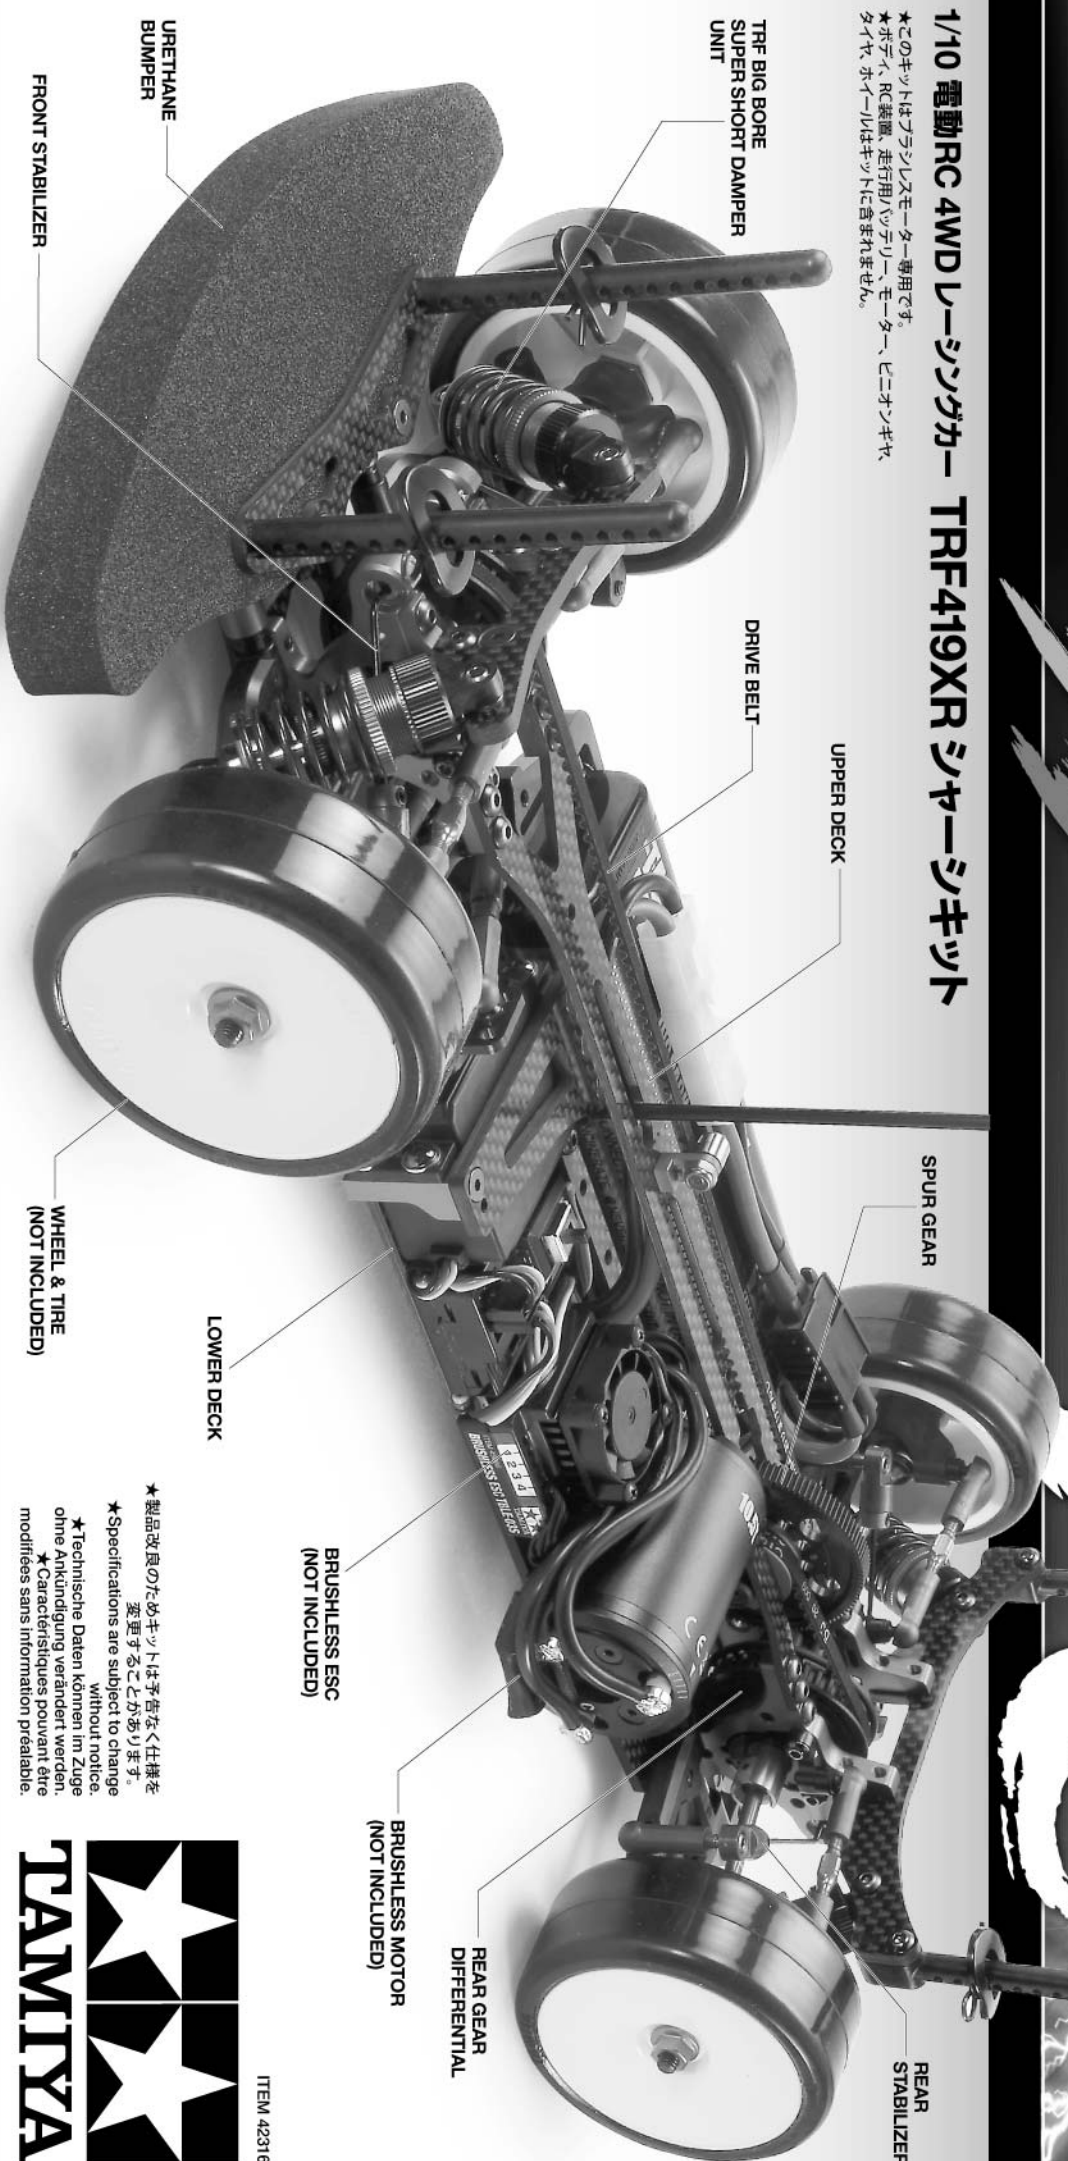 1/10 電動RC 4WDレーシングカー TRF419XR シャーシキット
★このキットはブラシレスモーター専用です。
★ボディ、RC装置、走行用バッテリー、モーター、ピニオンギヤ、
タイヤ、ホイールはキットに含まれません。
TRF BIG BORE
SUPER SHORT DAMPER
UNIT
URETHANE
BUMPER
FRONT STABILIZER
DRIVE BELT
UPPER DECK
SPUR GEAR
WHEEL & TIRE
(NOT INCLUDED)
LOWER DECK
1 2 3 4
BRUSHLESS ESC TBLE-03S
BRUSHLESS ESC
(NOT INCLUDED)
BRUSHLESS MOTOR
(NOT INCLUDED)
REAR GEAR
DIFFERENTIAL
REAR
STABILIZER
★製品改良のためキットは予告なく仕様を
変更することがあります。
★Specifications are subject to change
without notice.
★Technische Daten können im Zuge
ohne Ankündigung verändert werden.
★Caractéristiques pouvant être
modifiées sans information préalable.
TAMIYA
ITEM 42316